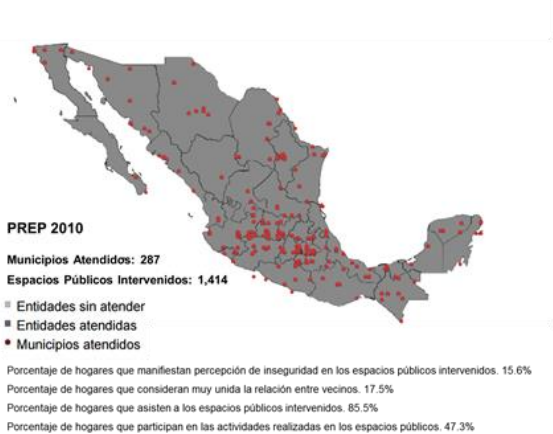 PREP 2010
Municipios Atendidos: 287
Espacios Públicos Intervenidos: 1,414
Entidades sin atender
Entidades atendidas
Municipios atendidos
Porcentaje de hogares que manifiestan percepción de inseguridad en los espacios públicos intervenidos. 15.6%
Porcentaje de hogares que consideran muy unida la relación entre vecinos. 17.5%
Porcentaje de hogares que asisten a los espacios públicos intervenidos. 85.5%
Porcentaje de hogares que participan en las actividades realizadas en los espacios públicos. 47.3%